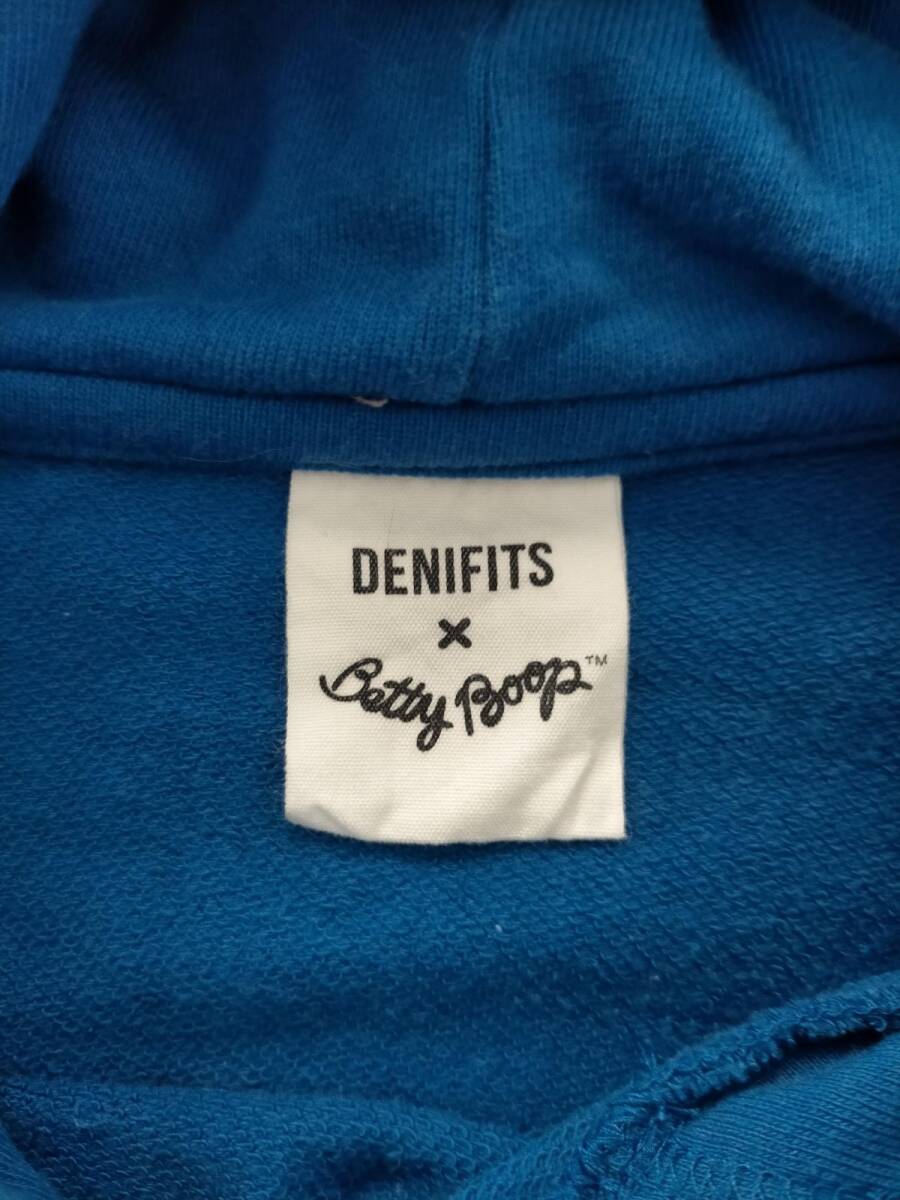 DENIFITS
×
Betty Boop™